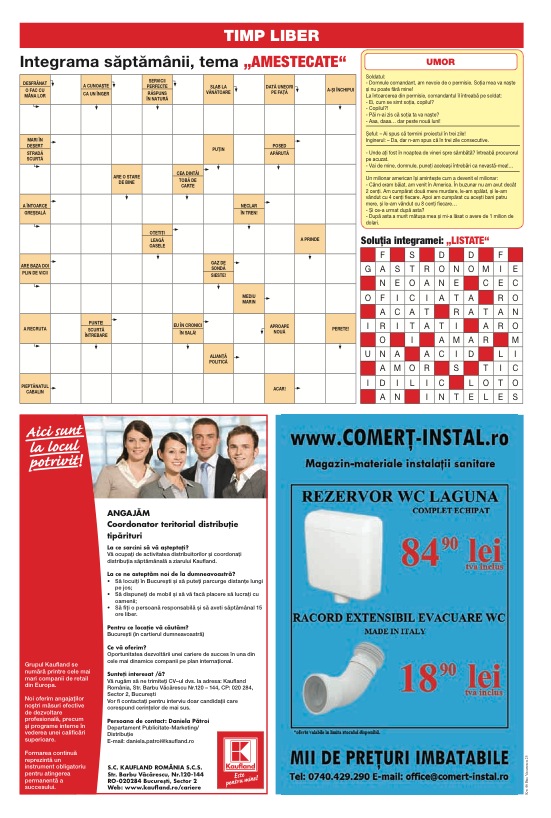 TIMP LIBER
Integrama săptămânii, tema „AMESTECATE“
DESFRÂNAT
O FAC CU
MÂNA LOR
A CUNOAȘTE
CA UN ÎNGER
SERVICII
PERFECTE
RĂSPUNS
ÎN NATURĂ
SLAB LA
VÂNATOARE
DATĂ UNEORI
PE FAȚĂ
A-ȘI ÎNCHIPUI
MARI ÎN
DEȘERT
STRADĂ
SCURTĂ
PUȚIN
POSED
APĂRUTĂ
ARE O STARE
DE BINE
CEA DINTÂI
TOBĂ DE
CARTE
A ÎNTOARCE
GREȘEALĂ
NECLAR
ÎN TREN!
OTERIT!
LEAGĂ
GASELE
A PRINDE
ARE BAZA DOI
PLIN DE VICII
GAZ DE
SONDĂ
SIESTE!
MEDIU
MARIN
A RECRUTA
PUNTE!
SCURTĂ
INTREBARE
EU ÎN CRONICI
ÎN SALĂ!
APROAPE
NOUĂ
PERETE!
ALIANȚĂ
POLITICĂ
PIEPTĂNATUL
CABALIN
ACAR!
UMOR
Soldatul:
- Domnule comandant, am nevoie de o permisie. Soția mea va naște
și nu poate fără mine!
La întoarcerea din permisie, comandantul îl întreabă pe soldat:
- Ei, cum se simt soția, copilul?
- Copilul?!
- Păi n-ai zis că soția ta va naște?
- Aaa, daaa... dar peste nouă luni!
Șeful: – Ai spus că termini proiectul în trei zile!
Inginerul: – Da, dar n-am spus că în trei zile consecutive.
- Unde ați fost în noaptea de vineri spre sâmbătă? întreabă procurorul
pe acuzat.
- Vai de mine, domnule, puneți aceleași întrebări ca nevastă-mea!...
Un milionar american își amintește cum a devenit el milionar:
- Când eram băiat, am venit în America. În buzunar nu am avut decât
2 cenți. Am cumpărat două mere murdare, le-am spălat, și le-am
vândut cu 4 cenți fiecare. Apoi am cumpărat cu acești bani patru
mere, și le-am vândut cu 8 cenți fiecare...
- Și ce-a urmat după asta?
- După asta a murit mătușa mea și mi-a lăsat o avere de 1 milion de
dolari.
Soluția integramei: „LISTATE“
F S D D F
G A S T R O N O M I E
N E O A N E C E C
O F I C I A T A R O
A C A T R A T A N
I R I T A T I A R O
O I A M A R M
U N A A C I D L I
A M O R S T I C
I D I L I C L O T O
A N I N T E L E S
Aici sunt
la locul
potrivit!
Grupul Kaufland se
numără printre cele mai
mari companii de retail
din Europa.
Noi oferim angajaților
noștri măsuri efective
de dezvoltare
profesională, precum
și programe interne în
vederea unei calificări
superioare.
Formarea continuă
reprezintă un
instrument obligatoriu
pentru atingerea
permanentă a
succesului.
ANGAJĂM
Coordonator teritorial distribuție
tipărituri
La ce sarcini să vă așteptați?
Vă ocupați de activitatea distribuitorilor și coordonați
distribuția săptămânală a ziarului Kaufland.
La ce ne așteptăm noi de la dumneavoastră?
• Să locuiți în București și să puteți parcurge distanțe lungi
pe jos;
• Să dispuneți de mobil și să vă facă placere să lucrați cu
oamenii;
• Să fiți o persoană responsabilă și să aveti săptămânal 15
ore liber.
Pentru ce locație vă căutăm?
București (în cartierul dumneavoastră)
Ce vă oferim?
Oportunitatea dezvoltării unei cariere de succes în una din
cele mai dinamice companii pe plan internațional.
Sunteți interesat /ă?
Vă rugăm să ne trimiteți CV-ul dvs. la adresa: Kaufland
România, Str. Barbu Văcărescu Nr.120 – 144, CP: 020 284,
Sector 2, București
Vor fi contactați pentru interviu doar candidații care
corespund cerințelor de mai sus.
Persoana de contact: Daniela Pătroi
Departament Publicitate-Marketing/
Distribuție
E-mail: daniela.patroi@kaufland.ro
S.C. KAUFLAND ROMÂNIA S.C.S.
Str. Barbu Văcărescu, Nr.120-144
RO-020284 București, Sector 2
Web: www.kaufland.ro/cariere
Kaufland
Este
pentru mine!
www.COMERȚ-INSTAL.ro
Magazin-materiale instalații sanitare
REZERVOR WC LAGUNA
COMPLET ECHIPAT
84⁹⁰ lei
tva inclus
RACORD EXTENSIBIL EVACUARE WC
MADE IN ITALY
18⁹⁰ lei
tva inclus
*oferte valabile în limita stocului disponibil.
MII DE PREȚURI IMBATABILE
Tel: 0740.429.290 E-mail: office@comert-instal.ro